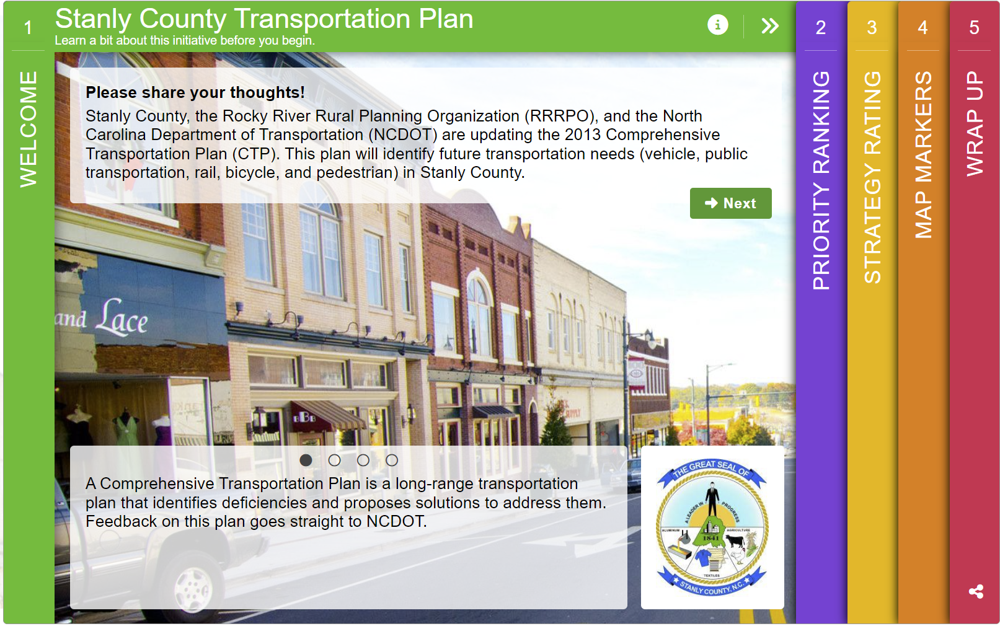 1
Stanly County Transportation Plan
Learn a bit about this initiative before you begin.
WELCOME
Please share your thoughts!
Stanly County, the Rocky River Rural Planning Organization (RRRPO), and the North
Carolina Department of Transportation (NCDOT) are updating the 2013 Comprehensive
Transportation Plan (CTP). This plan will identify future transportation needs (vehicle, public
transportation, rail, bicycle, and pedestrian) in Stanly County.
Next
and Lace
BBB
SUPPLY
A Comprehensive Transportation Plan is a long-range transportation
plan that identifies deficiencies and proposes solutions to address them.
Feedback on this plan goes straight to NCDOT.
THE GREAT SEAL OF
A LEADER IN PROGRESS
ALUMINUM
AGRICULTURE
1841
TEXTILES
STANLY COUNTY, N.C.
2
PRIORITY RANKING
3
STRATEGY RATING
4
MAP MARKERS
5
WRAP UP